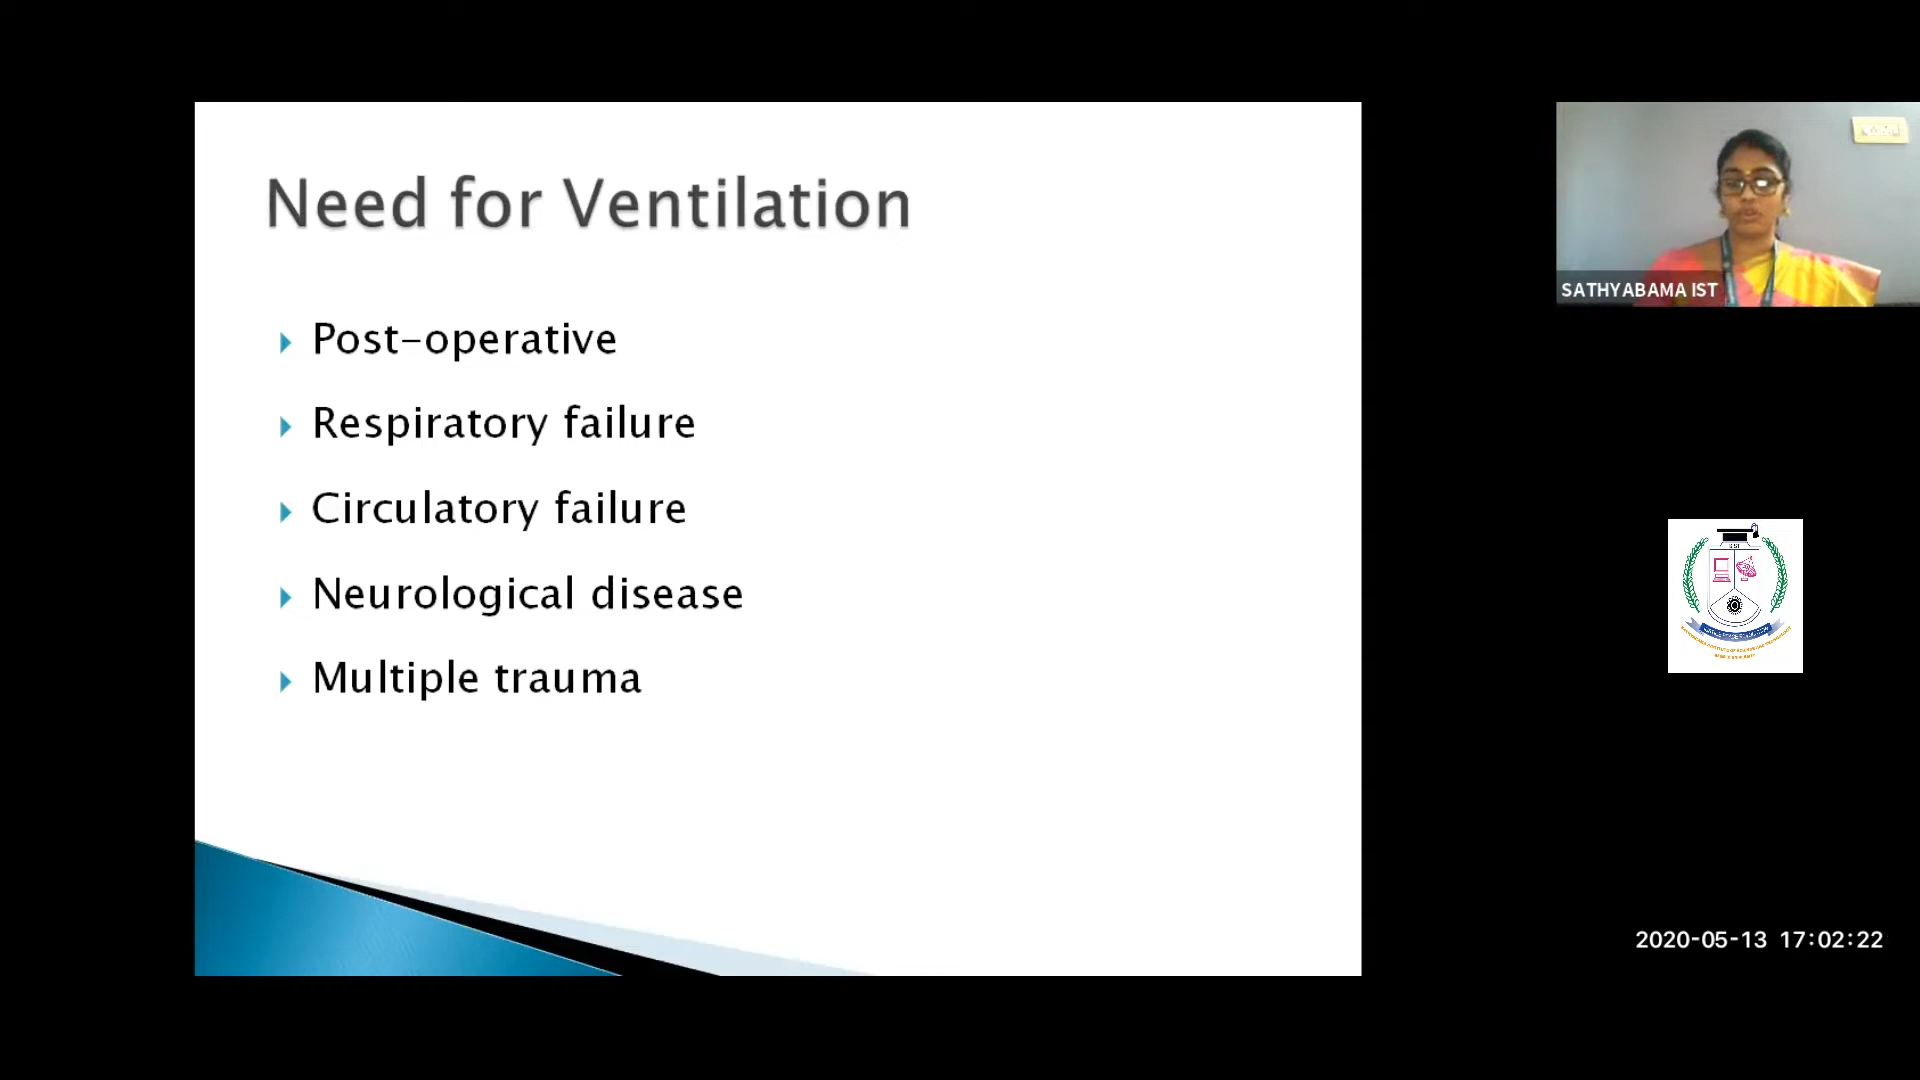 Need for Ventilation
Post-operative
Respiratory failure
Circulatory failure
Neurological disease
Multiple trauma
SATHYABAMA IST
2020-05-13 17:02:22